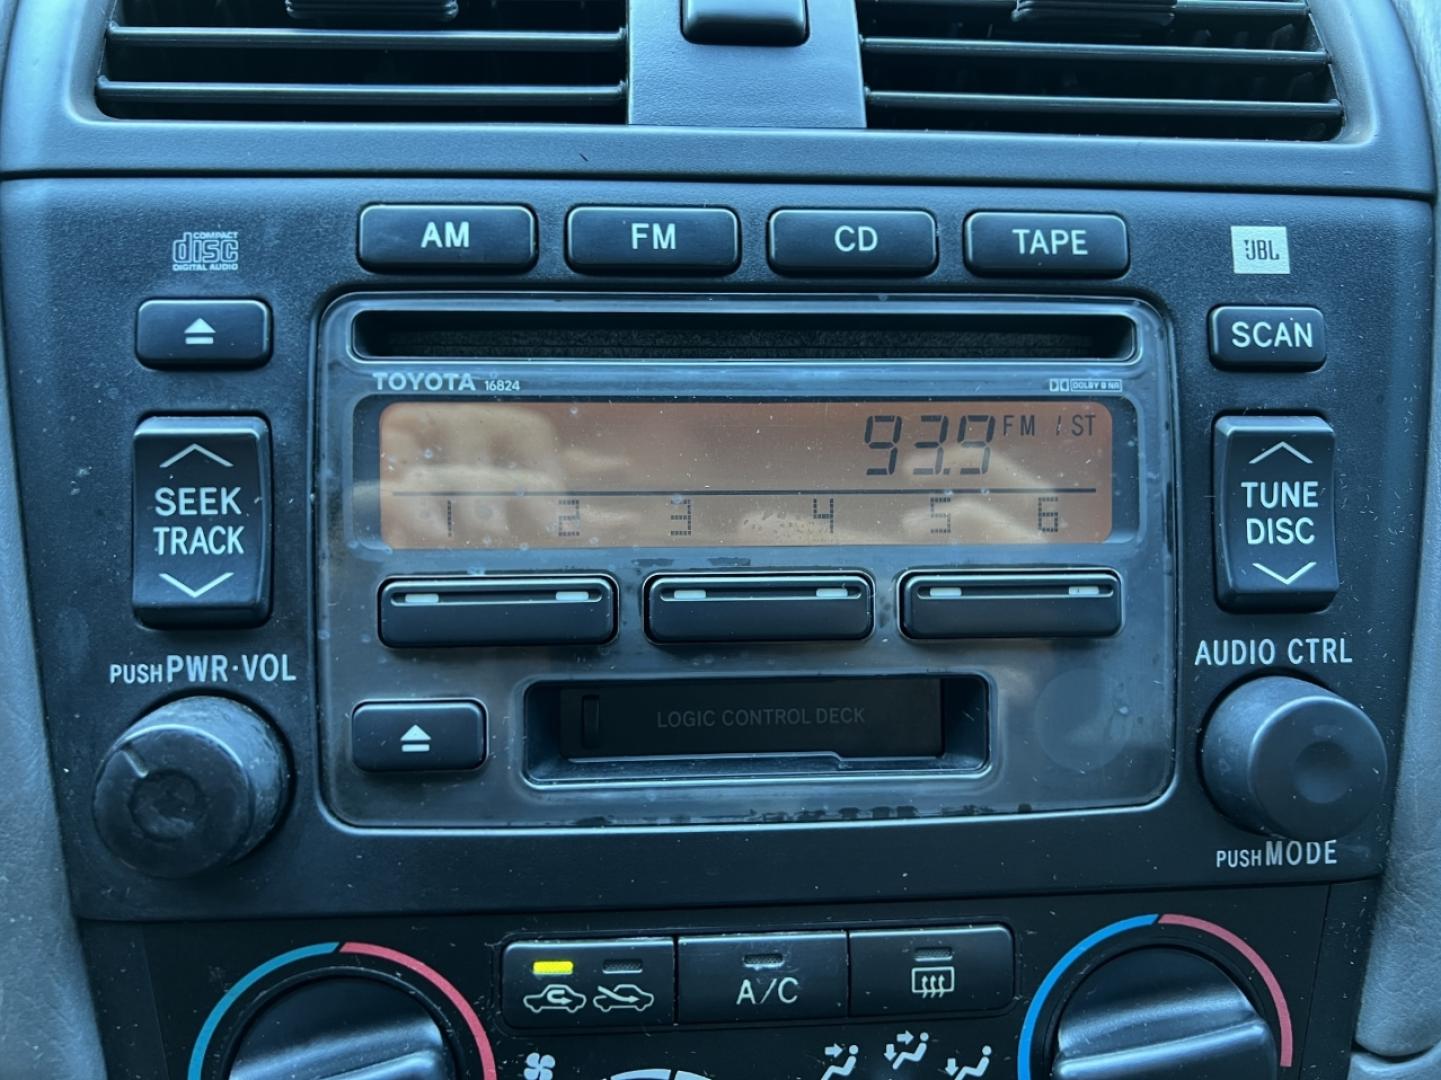 AM
FM
CD
TAPE
COMPACT
disc
DIGITAL AUDIO
JBL
SCAN
TOYOTA 16824
DOLBY B NR
93.9 FM / ST
1 2 3 4 5 6
SEEK
TRACK
TUNE
DISC
PUSH PWR·VOL
AUDIO CTRL
LOGIC CONTROL DECK
PUSH MODE
A/C